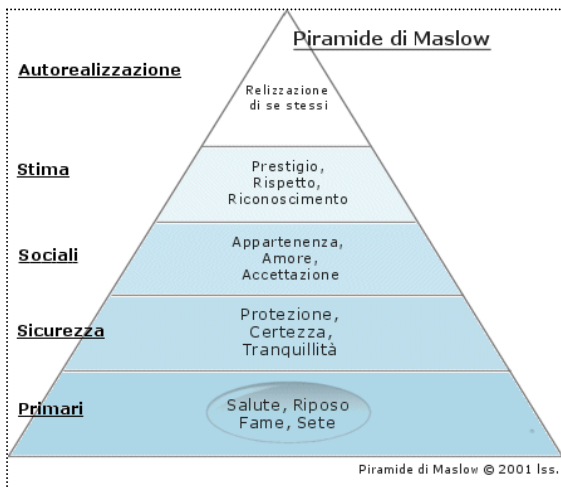 Piramide di Maslow
Autorealizzazione
Relizzazione
di se stessi
Stima
Prestigio,
Rispetto,
Riconoscimento
Sociali
Appartenenza,
Amore,
Accettazione
Sicurezza
Protezione,
Certezza,
Tranquillità
Primari
Salute, Riposo
Fame, Sete
Piramide di Maslow © 2001 lss.